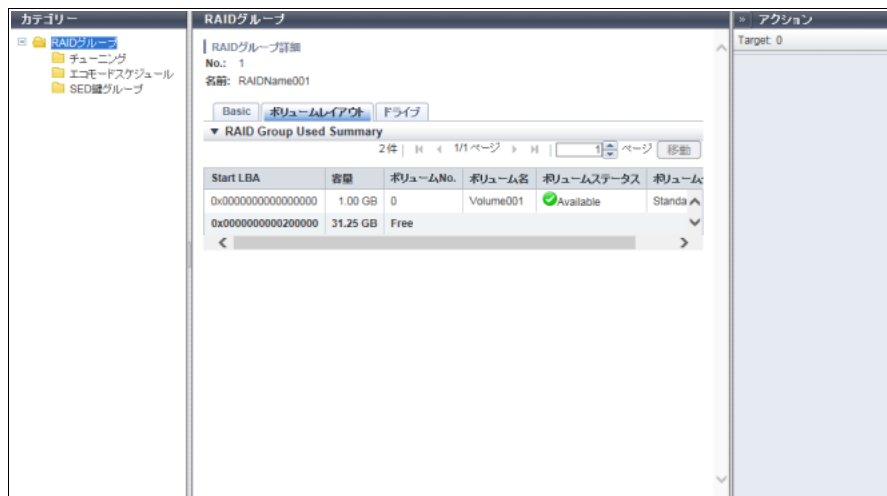 カテゴリー
RAIDグループ
チューニング
エコモードスケジュール
SED鍵グループ
RAIDグループ
RAIDグループ詳細
No.: 1
名前: RAIDName001
Basic ボリュームレイアウト ドライブ
▼ RAID Group Used Summary
2件 | 1/1ページ | 1 ページ 移動
Start LBA 容量 ボリュームNo. ボリューム名 ボリュームステータス ボリューム
0x0000000000000000 1.00 GB 0 Volume001 Available Standa
0x0000000000200000 31.25 GB Free
» アクション
Target: 0